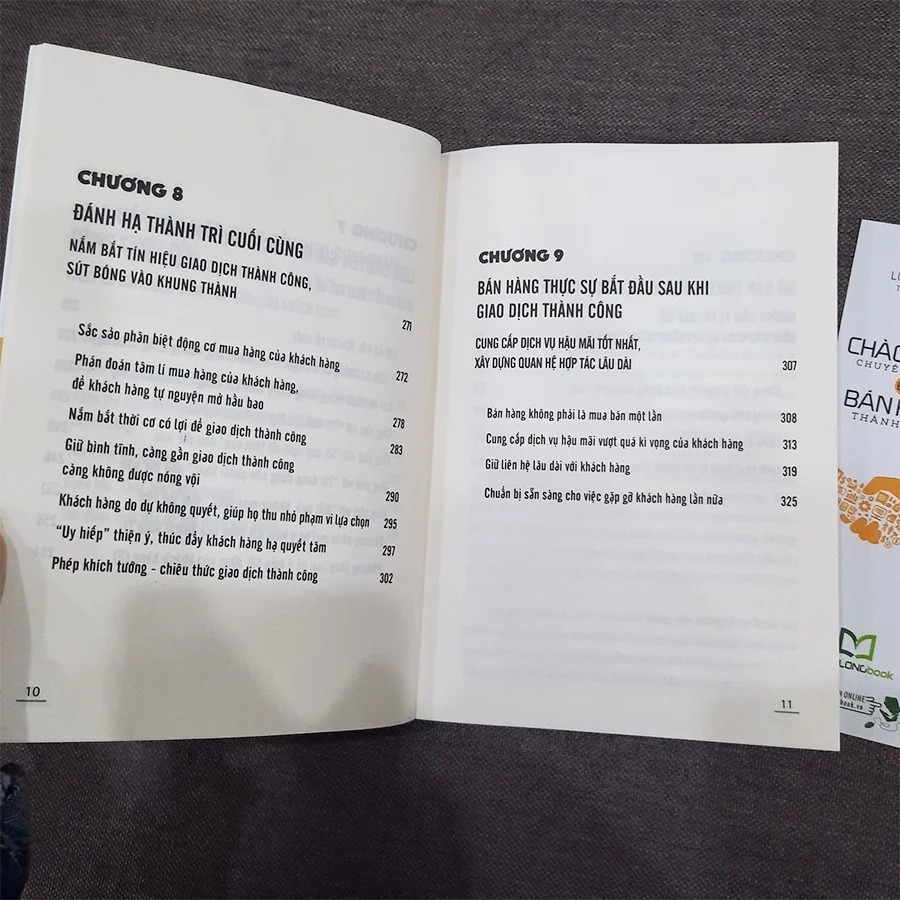 CHƯƠNG 8
ĐÁNH HẠ THÀNH TRÌ CUỐI CÙNG
NẮM BẮT TÍN HIỆU GIAO DỊCH THÀNH CÔNG,
SÚT BÓNG VÀO KHUNG THÀNH
271
Sắc sảo phân biệt động cơ mua hàng của khách hàng
272
Phán đoán tâm lí mua hàng của khách hàng,
để khách hàng tự nguyện mở hầu bao
278
Nắm bắt thời cơ có lợi để giao dịch thành công
283
Giữ bình tĩnh, càng gần giao dịch thành công
càng không được nóng vội
290
Khách hàng do dự không quyết, giúp họ thu nhỏ phạm vi lựa chọn 295
“Uy hiếp” thiện ý, thúc đẩy khách hàng hạ quyết tâm 297
Phép khích tướng - chiêu thức giao dịch thành công 302
10
CHƯƠNG 9
BÁN HÀNG THỰC SỰ BẮT ĐẦU SAU KHI
GIAO DỊCH THÀNH CÔNG
CUNG CẤP DỊCH VỤ HẬU MÃI TỐT NHẤT,
XÂY DỰNG QUAN HỆ HỢP TÁC LÂU DÀI 307
Bán hàng không phải là mua bán một lần 308
Cung cấp dịch vụ hậu mãi vượt quá kì vọng của khách hàng 313
Giữ liên hệ lâu dài với khách hàng 319
Chuẩn bị sẵn sàng cho việc gặp gỡ khách hàng lần nữa 325
11
CHÀO
CHUYÊ
BÁN
THÀNH
LONGbook
ONLINE
book.vn